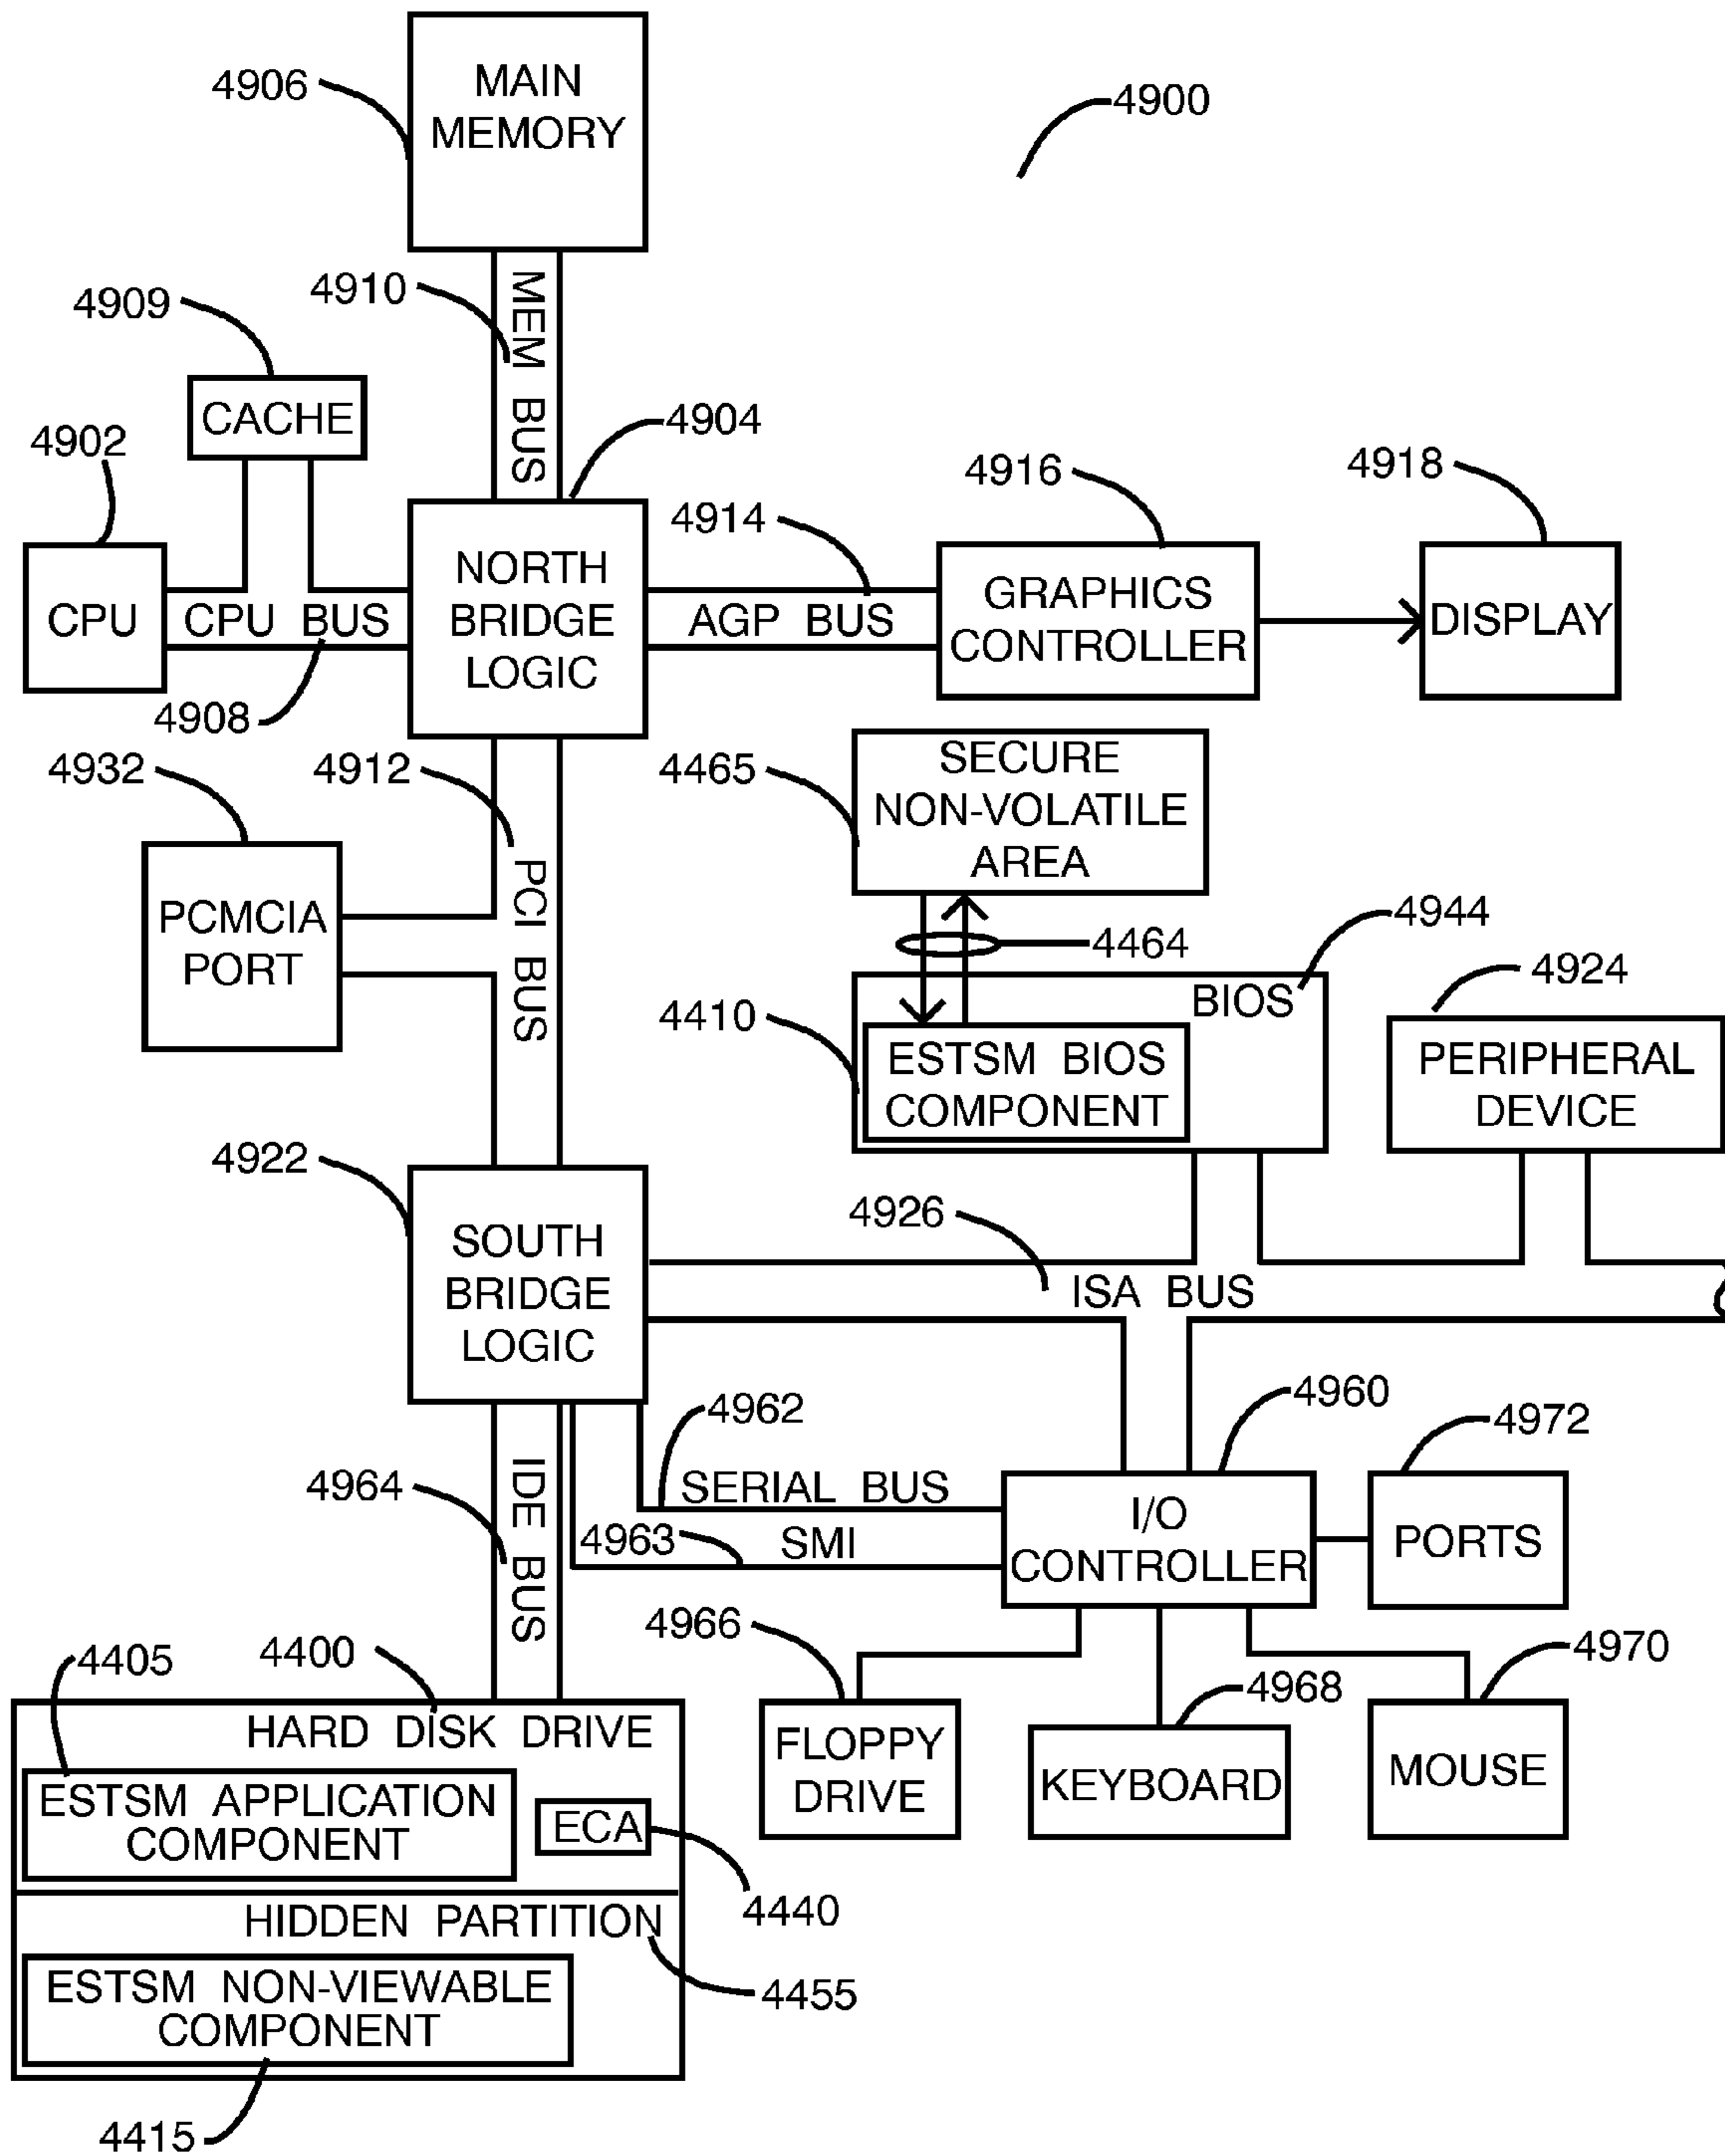 MAIN
MEMORY
4906
4900
4910
MEM BUS
4909
CACHE
4902
4904
4916
4918
4914
CPU
CPU BUS
NORTH
BRIDGE
LOGIC
AGP BUS
GRAPHICS
CONTROLLER
DISPLAY
4908
4932
4912
4465
SECURE
NON-VOLATILE
AREA
PCMCIA
PORT
PCI BUS
4944
4464
4924
4410
BIOS
ESTSM BIOS
COMPONENT
PERIPHERAL
DEVICE
4922
4926
SOUTH
BRIDGE
LOGIC
ISA BUS
4962
4960
4972
4964
IDE BUS
SERIAL BUS
4963
SMI
I/O
CONTROLLER
PORTS
4966
4405
4400
4968
4970
HARD DISK DRIVE
FLOPPY
DRIVE
KEYBOARD
MOUSE
ESTSM APPLICATION
COMPONENT
ECA
4440
HIDDEN PARTITION
4455
ESTSM NON-VIEWABLE
COMPONENT
4415